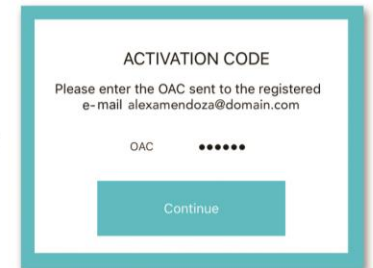 ACTIVATION CODE
Please enter the OAC sent to the registered
e-mail alexamendoza@domain.com
OAC ●●●●●●
Continue